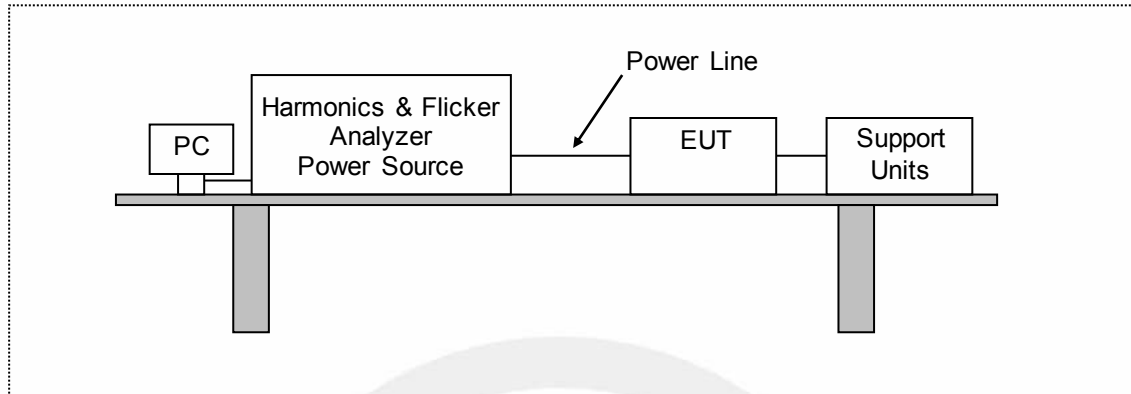 Power Line
PC
Harmonics & Flicker
Analyzer
Power Source
EUT
Support
Units